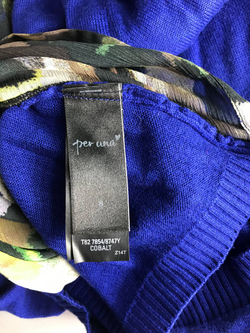 per una
8
T62 7854/8747Y
COBALT
Z14T